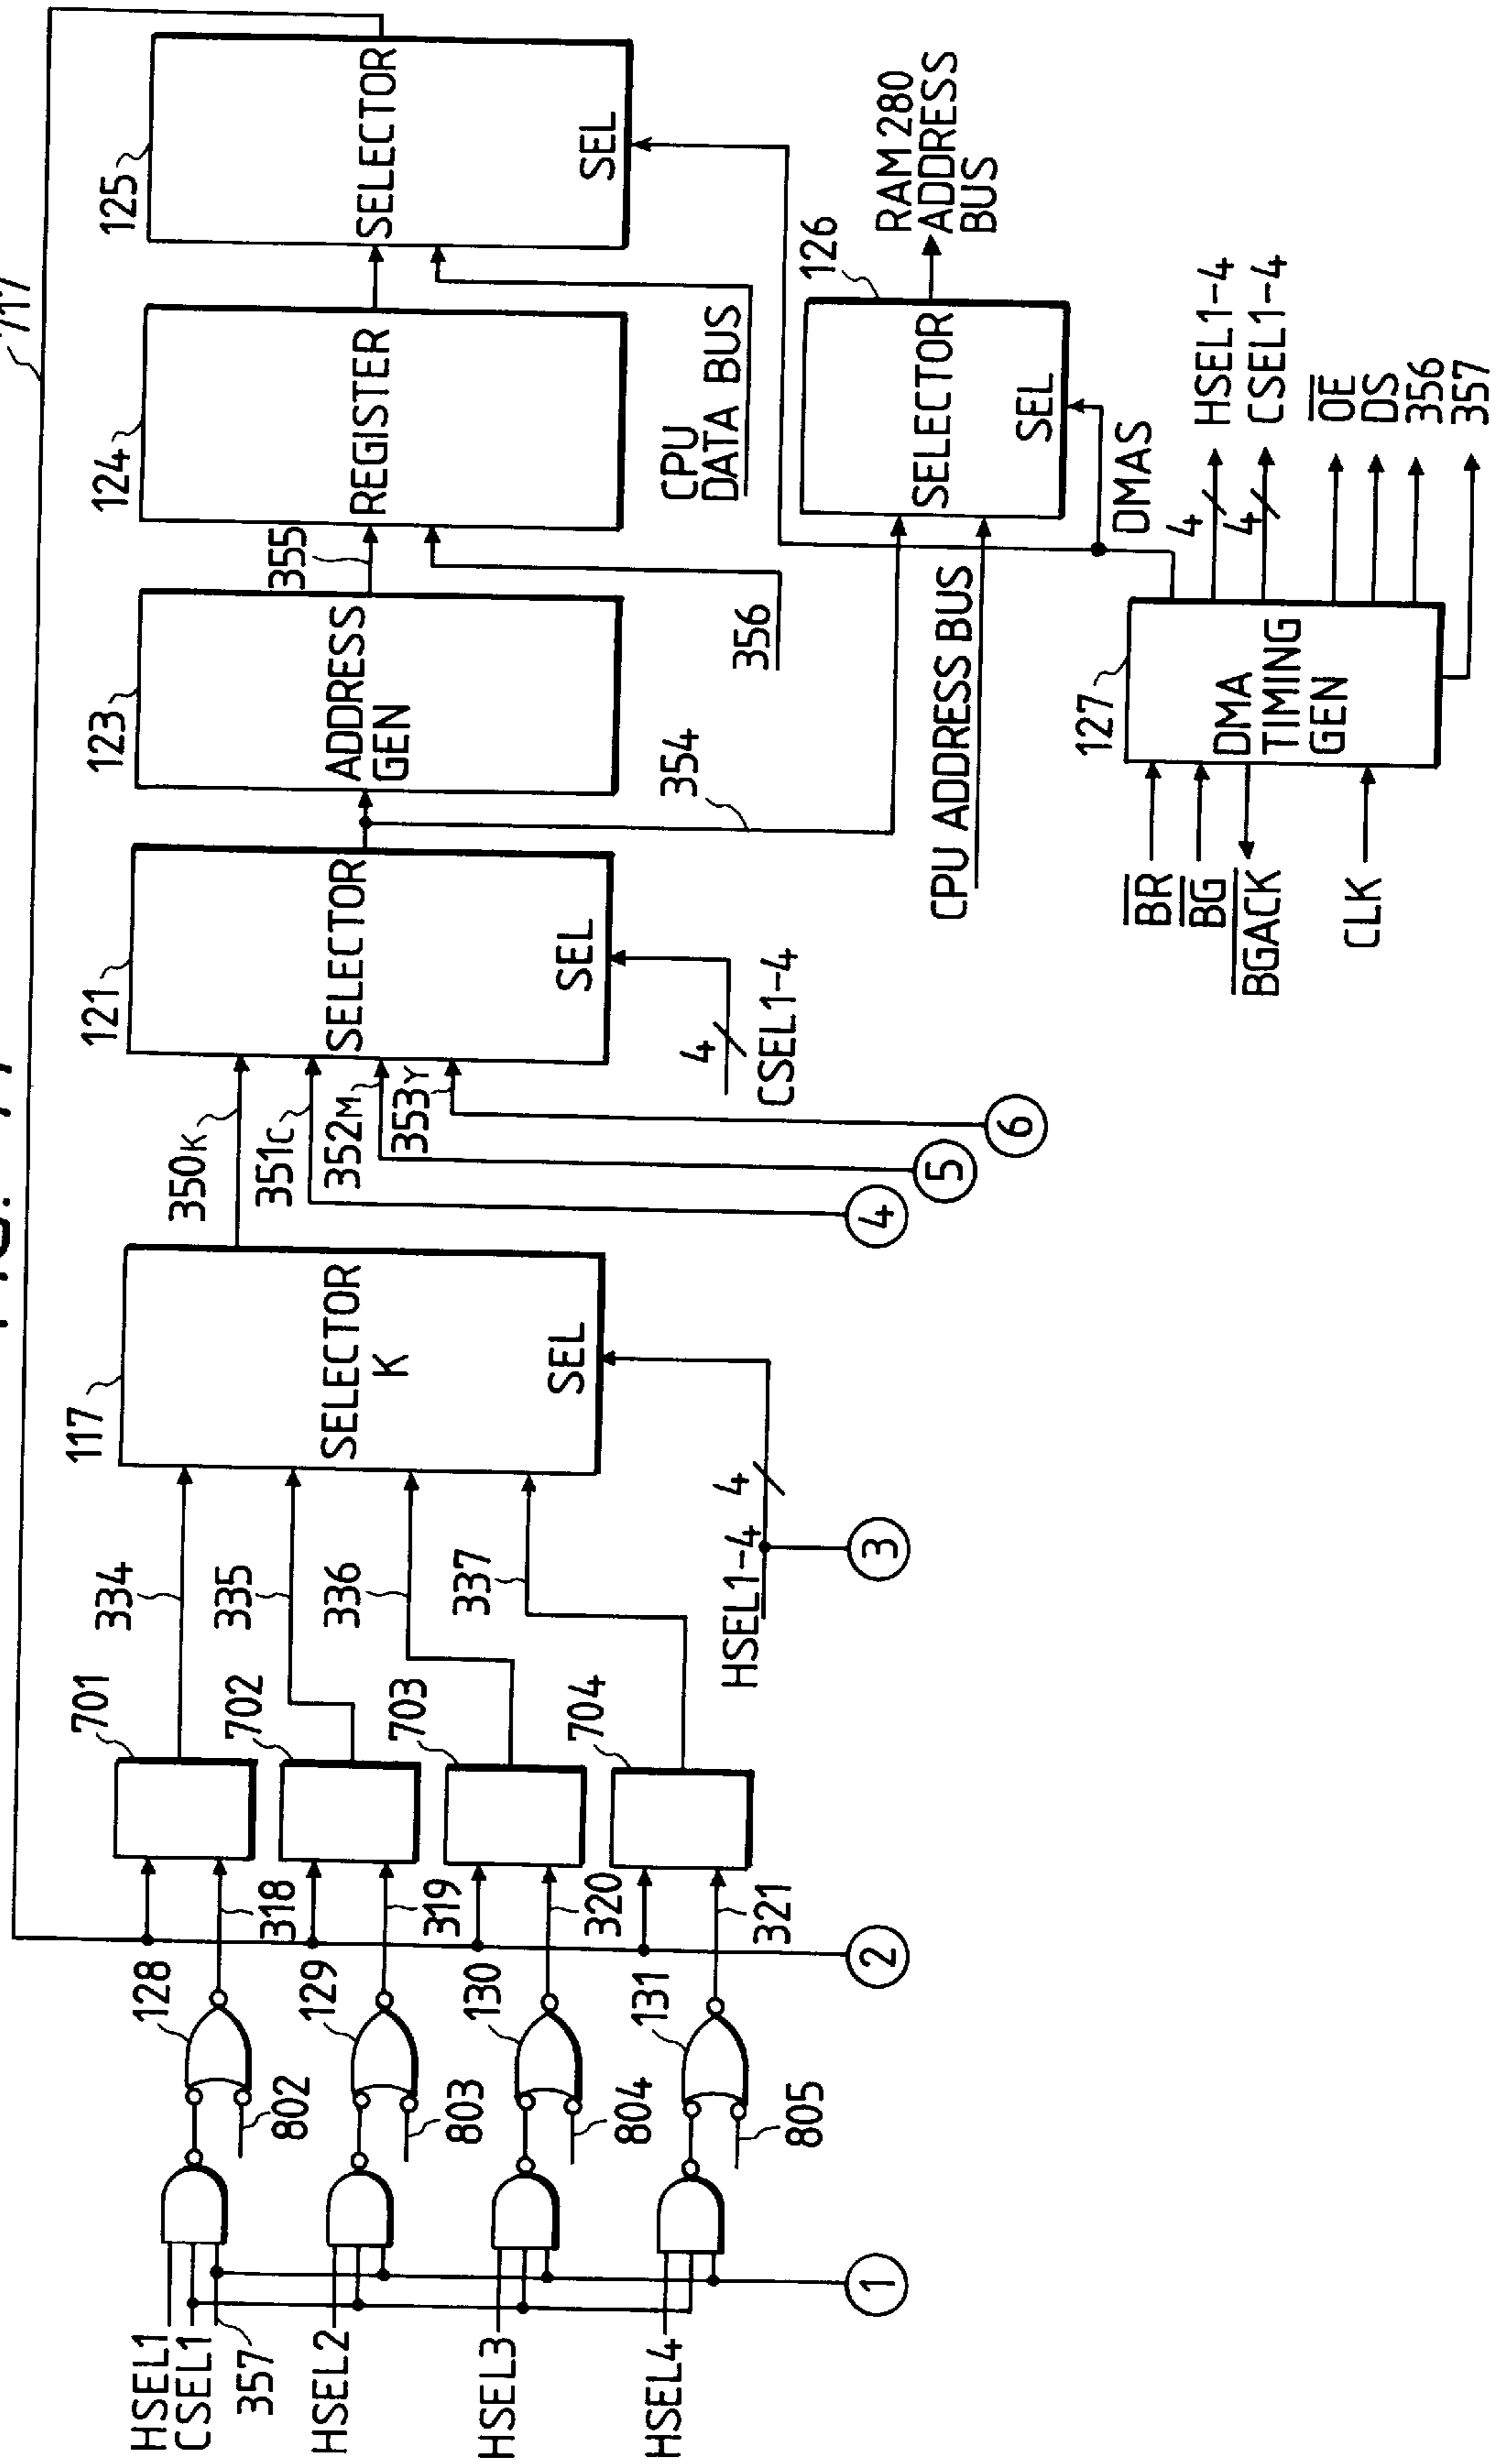 717
HSEL1
CSEL1
357
HSEL2
HSEL3
HSEL4
128
129
130
131
802
803
804
805
318
319
320
321
701
702
703
704
334
335
336
337
117
SELECTOR
K
SEL
HSEL1-4
4
350K
351C
352M
353Y
121
SELECTOR
SEL
4
CSEL1-4
354
123
ADDRESS
GEN
355
356
124
REGISTER
CPU
DATA BUS
125
SELECTOR
SEL
CPU ADDRESS BUS
126
SELECTOR
SEL
RAM280
ADDRESS
BUS
DMAS
127
DMA
TIMING
GEN
BR
BG
BGACK
CLK
4
HSEL1-4
4
CSEL1-4
OE
DS
356
357
1
2
3
4
5
6